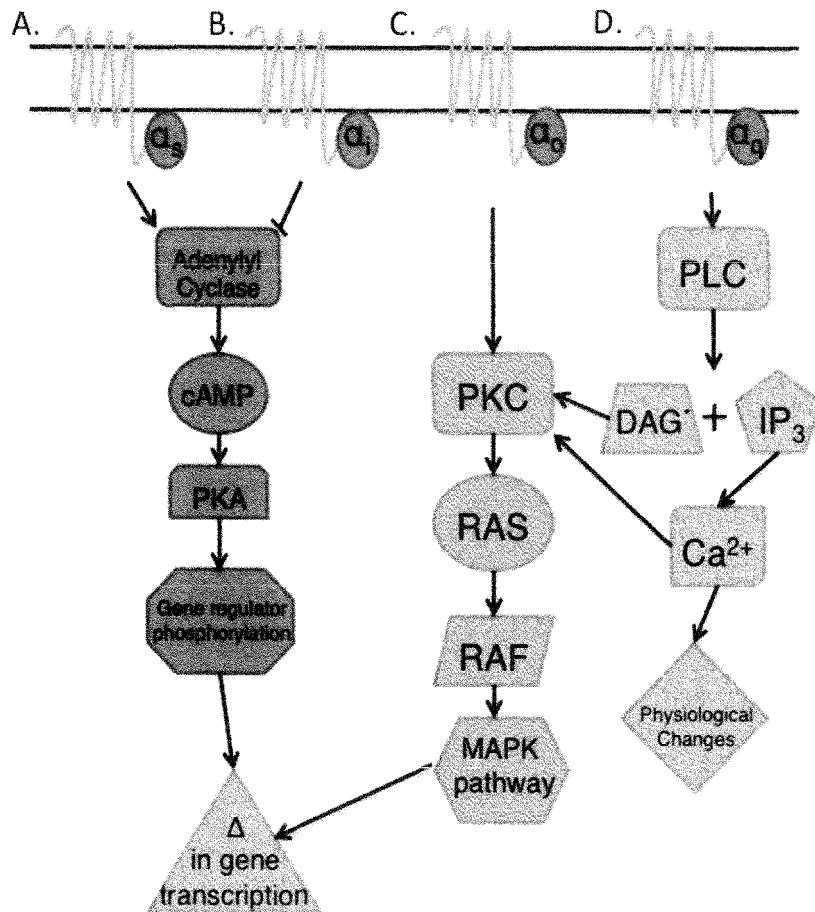 A. B. C. D.
αs αi αo αq
Adenylyl
Cyclase
PLC
cAMP
PKC
DAG + IP3
PKA
RAS
Ca2+
Gene regulator
phosphorylation
RAF
Physiological
Changes
MAPK
pathway
Δ
in gene
transcription